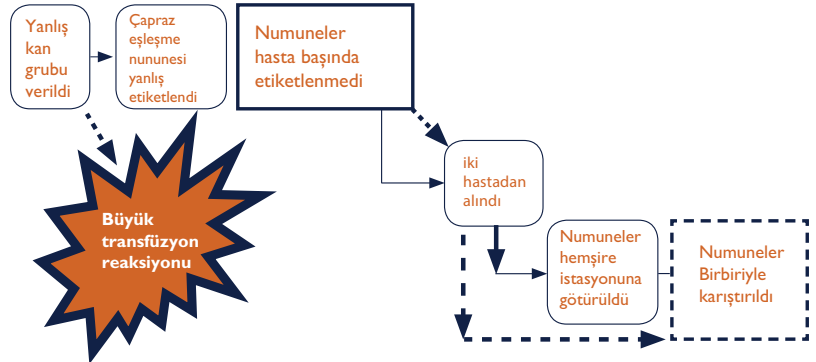 Yanlış
kan
grubu
verildi
Çapraz
eşleşme
nununesi
yanlış
etiketlendi
Numuneler
hasta başında
etiketlenmedi
iki
hastadan
alındı
Büyük
transfüzyon
reaksiyonu
Numuneler
hemşire
istasyonuna
götürüldü
Numuneler
Birbiriyle
karıştırıldı